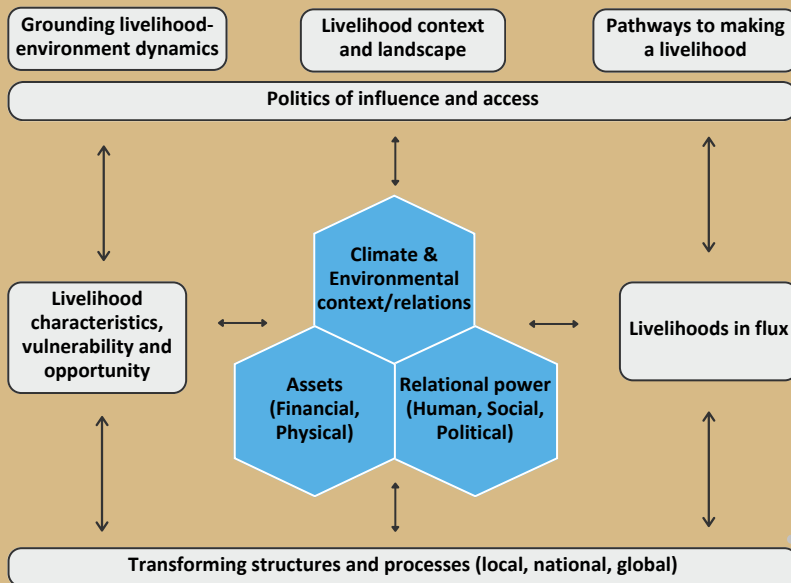 Grounding livelihood-
environment dynamics
Livelihood context
and landscape
Pathways to making
a livelihood
Politics of influence and access
Climate &
Environmental
context/relations
Livelihood
characteristics,
vulnerability and
opportunity
Livelihoods in flux
Assets
(Financial,
Physical)
Relational power
(Human, Social,
Political)
Transforming structures and processes (local, national, global)